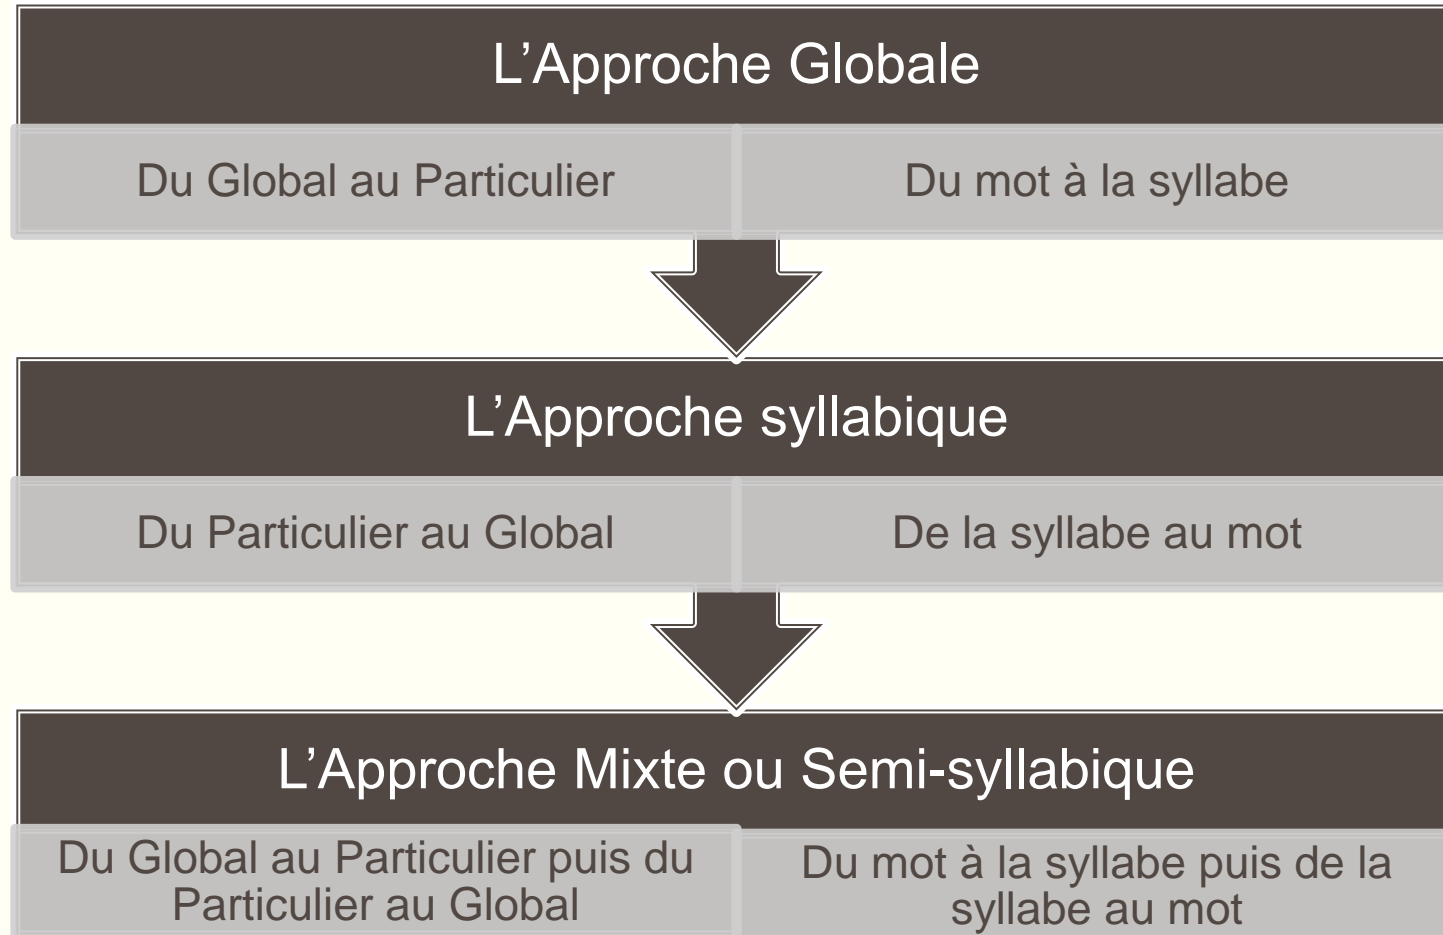 L’Approche Globale
Du Global au Particulier
Du mot à la syllabe
L’Approche syllabique
Du Particulier au Global
De la syllabe au mot
L’Approche Mixte ou Semi-syllabique
Du Global au Particulier puis du
Particulier au Global
Du mot à la syllabe puis de la
syllabe au mot